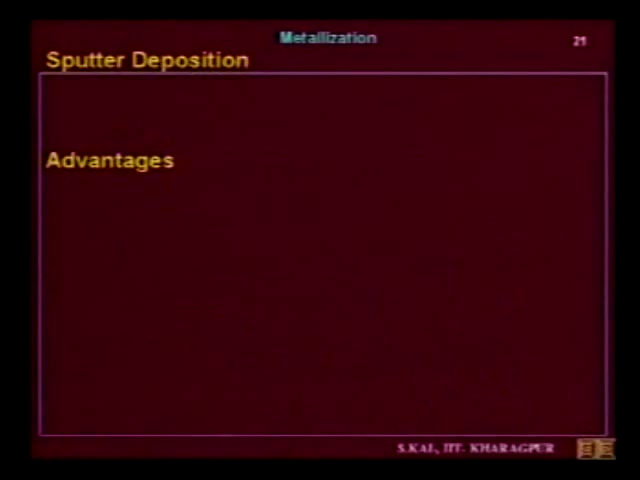 Metallization
21
Sputter Deposition
Advantages
S.KAL, IIT- KHARAGPUR